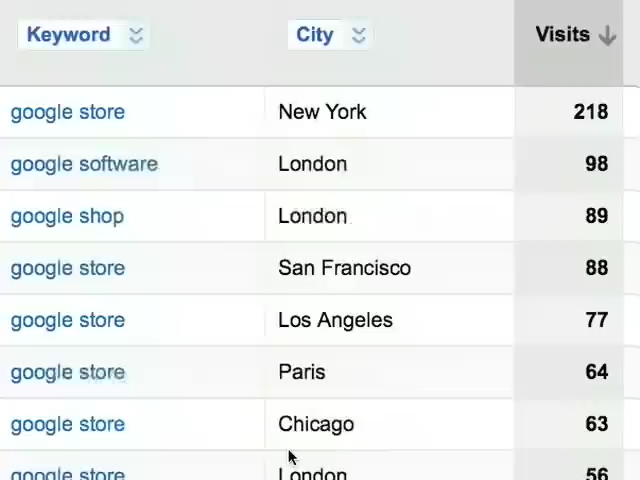 Keyword City Visits
google store New York 218
google software London 98
google shop London 89
google store San Francisco 88
google store Los Angeles 77
google store Paris 64
google store Chicago 63
google store London 56